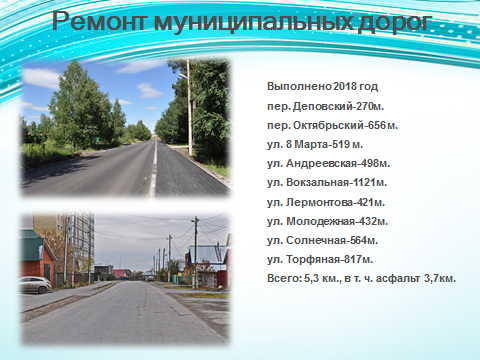 Ремонт муниципальных дорог
Выполнено 2018 год
пер. Деповский-270м.
пер. Октябрьский-656м.
ул. 8 Марта-519 м.
ул. Андреевская-498м.
ул. Вокзальная-1121м.
ул. Лермонтова-421м.
ул. Молодежная-432м.
ул. Солнечная-564м.
ул. Торфяная-817м.
Всего: 5,3 км., в т. ч. асфальт 3,7км.